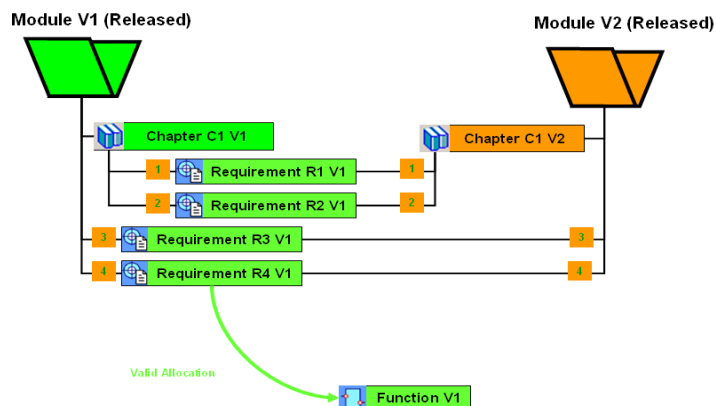 Module V1 (Released)
Module V2 (Released)
Chapter C1 V1
Chapter C1 V2
1
Requirement R1 V1
1
2
Requirement R2 V1
2
3
Requirement R3 V1
3
4
Requirement R4 V1
4
Valid Allocation
Function V1